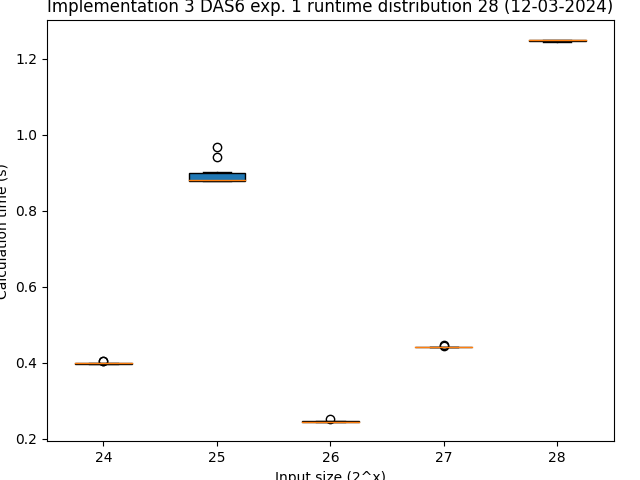 Implementation 3 DAS6 exp. 1 runtime distribution 28 (12-03-2024)
1.2
1.0
0.8
0.6
0.4
0.2
Calculation time (s)
24 25 26 27 28
Input size (2^x)